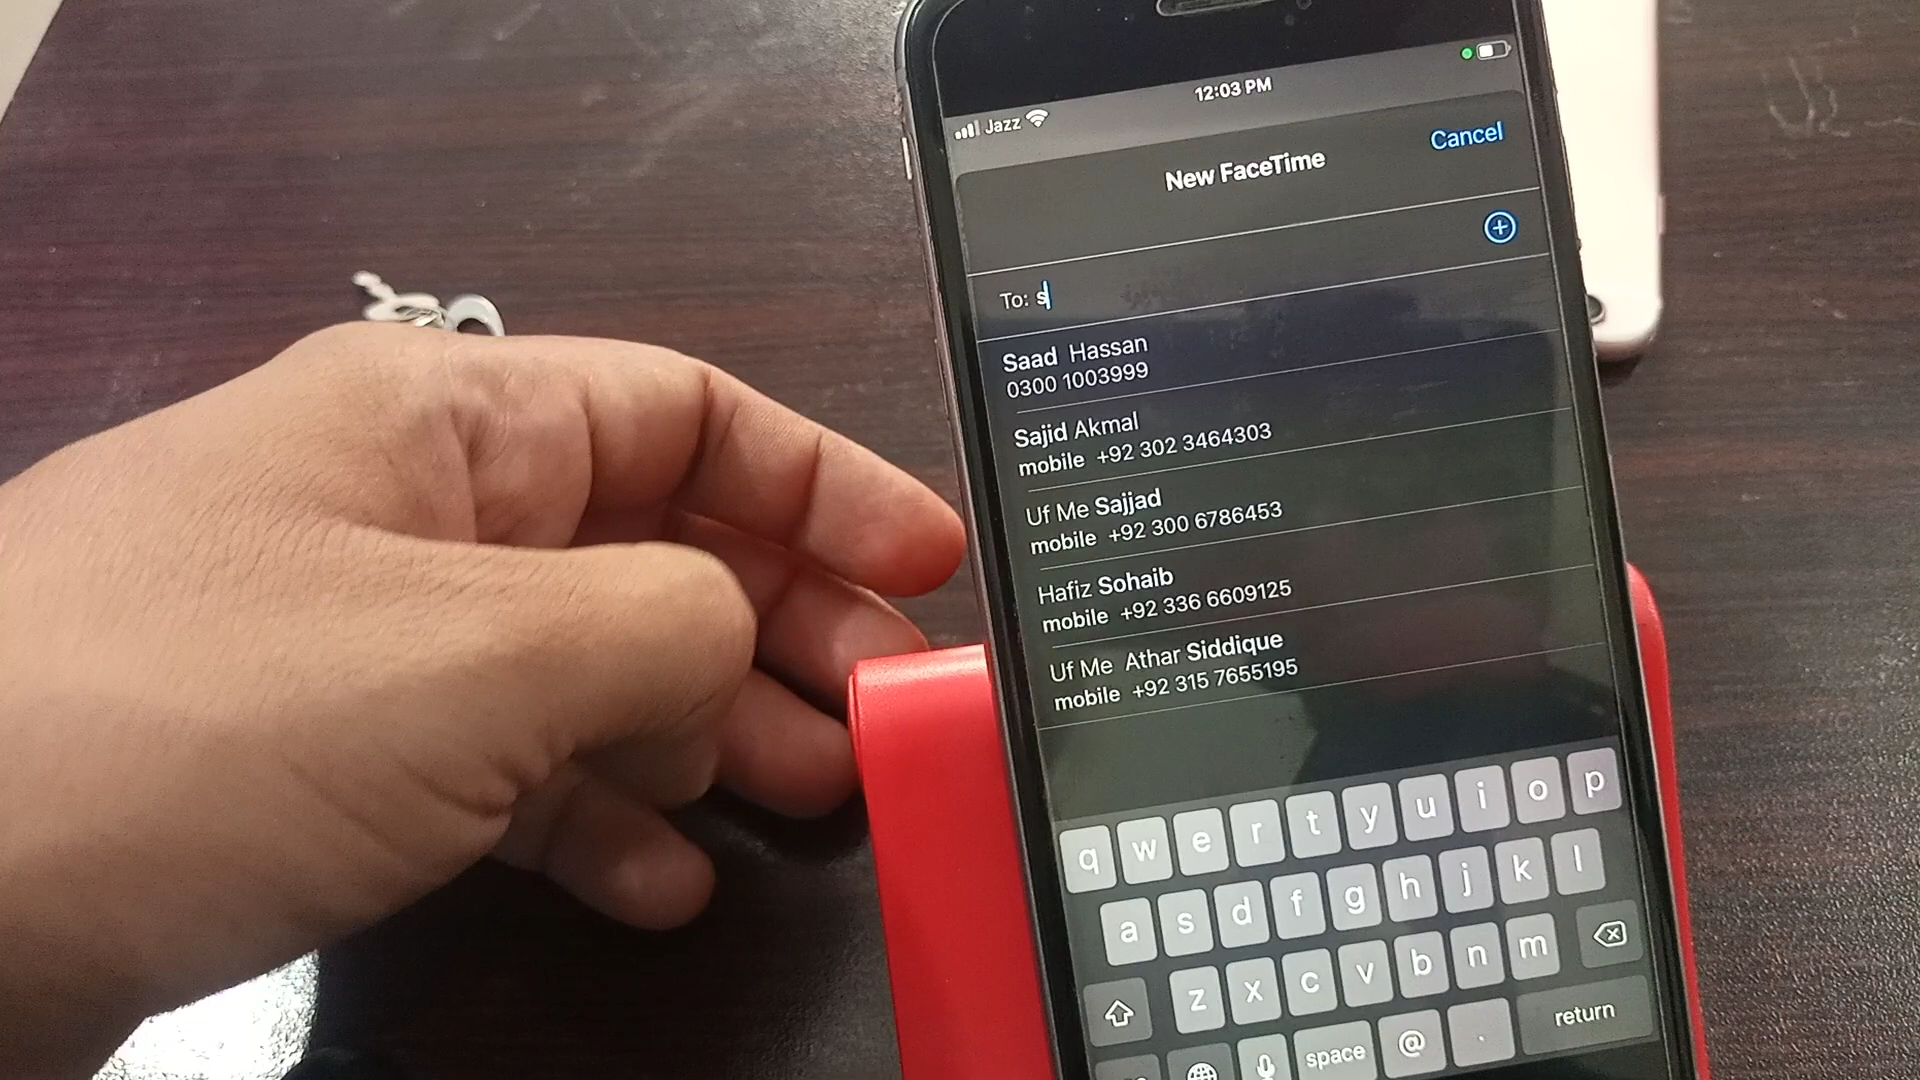 12:03 PM
Jazz
Cancel
New FaceTime
To: s
Saad Hassan
0300 1003999
Sajid Akmal
mobile +92 302 3464303
Uf Me Sajjad
mobile +92 300 6786453
Hafiz Sohaib
mobile +92 336 6609125
Uf Me Athar Siddique
mobile +92 315 7655195
q w e r t y u i o p
a s d f g h j k l
z x c v b n m
space @ . return